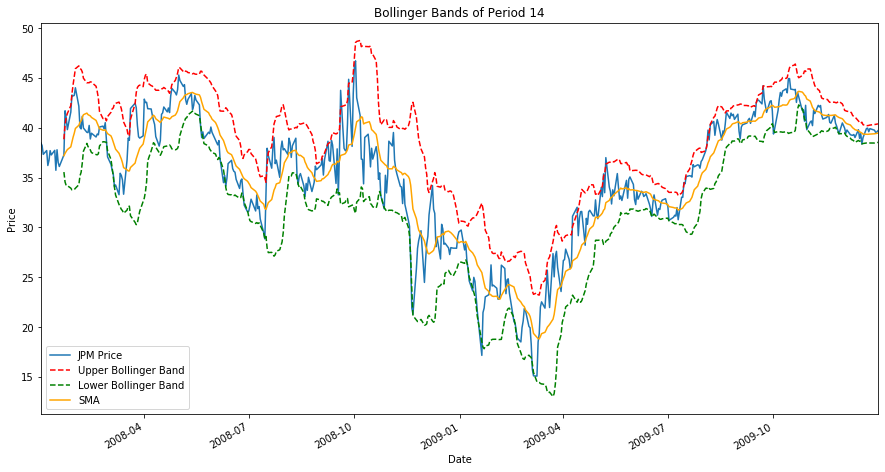 Bollinger Bands of Period 14
50
45
40
35
30
25
20
15
Price
JPM Price
Upper Bollinger Band
Lower Bollinger Band
SMA
2008-04
2008-07
2008-10
2009-01
2009-04
2009-07
2009-10
Date